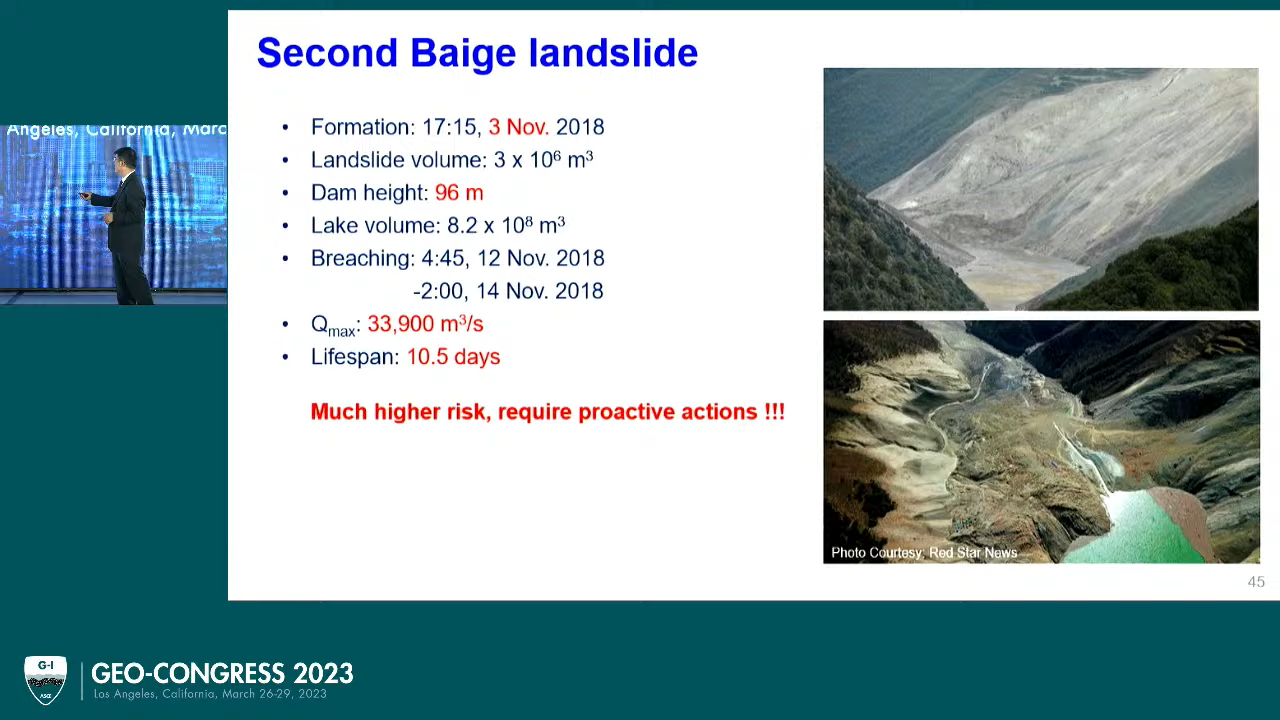 Second Baige landslide
• Formation: 17:15, 3 Nov. 2018
• Landslide volume: 3 x 10⁶ m³
• Dam height: 96 m
• Lake volume: 8.2 x 10⁸ m³
• Breaching: 4:45, 12 Nov. 2018
-2:00, 14 Nov. 2018
• Qmax: 33,900 m³/s
• Lifespan: 10.5 days
Much higher risk, require proactive actions !!!
Photo Courtesy: Red Star News
45
Angeles, California, Marc
G-I
ASCE
GEO-CONGRESS 2023
Los Angeles, California, March 26-29, 2023